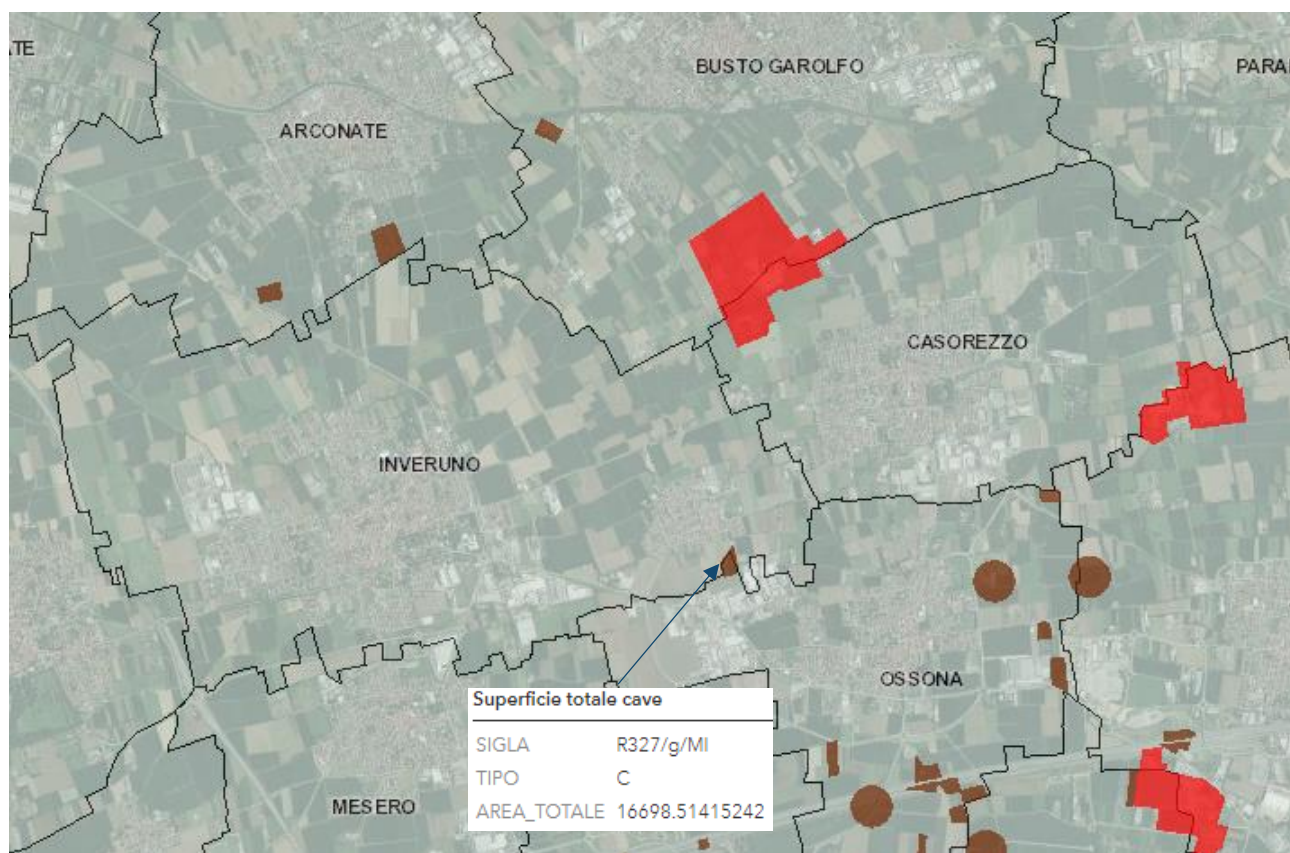 ATE
BUSTO GAROLFO
PARA
ARCONATE
CASOREZZO
INVERUNO
OSSONA
Superficie totale cave
SIGLA R327/g/MI
TIPO C
AREA_TOTALE 16698.51415242
MESERO